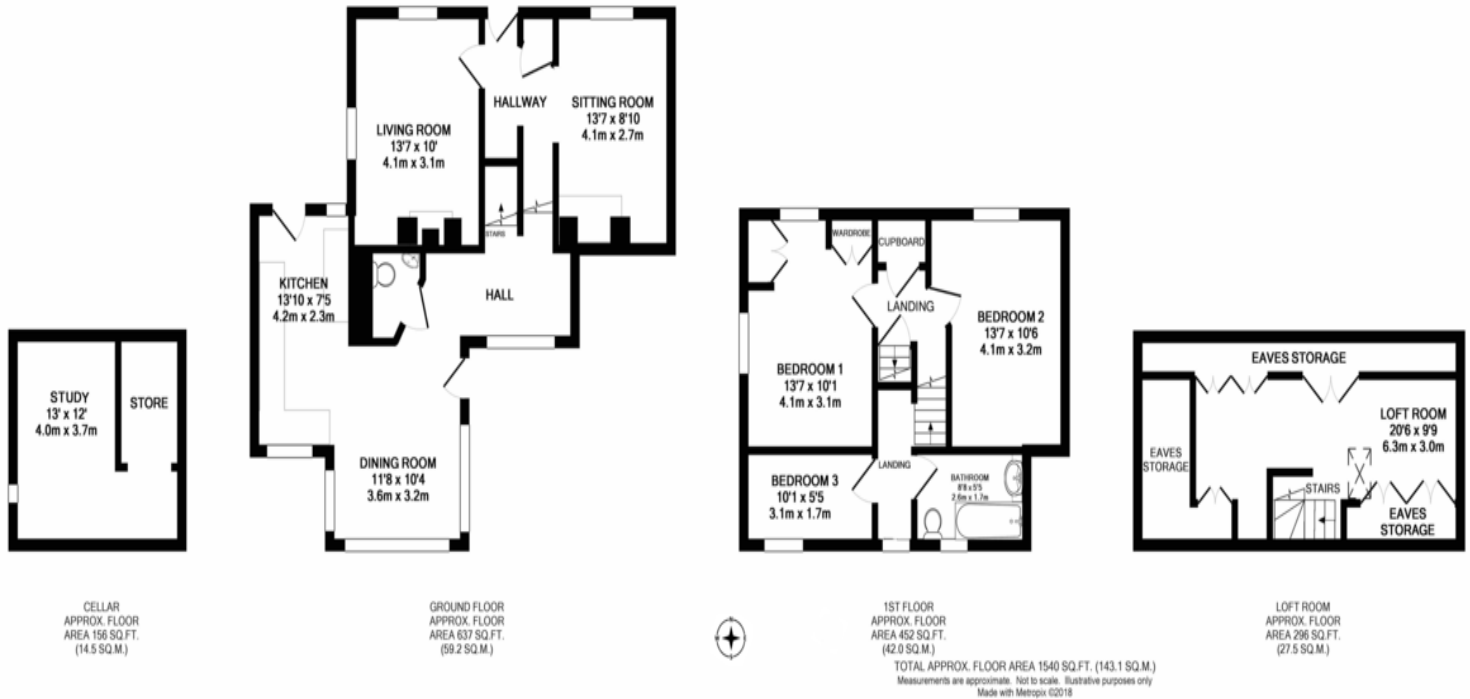 STUDY
13' x 12'
4.0m x 3.7m
STORE
CELLAR
APPROX. FLOOR
AREA 156 SQ.FT.
(14.5 SQ.M.)
LIVING ROOM
13'7 x 10'
4.1m x 3.1m
HALLWAY
SITTING ROOM
13'7 x 8'10
4.1m x 2.7m
STAIRS
KITCHEN
13'10 x 7'5
4.2m x 2.3m
HALL
DINING ROOM
11'8 x 10'4
3.6m x 3.2m
GROUND FLOOR
APPROX. FLOOR
AREA 637 SQ.FT.
(59.2 SQ.M.)
WARDROBE
CUPBOARD
LANDING
BEDROOM 2
13'7 x 10'6
4.1m x 3.2m
BEDROOM 1
13'7 x 10'1
4.1m x 3.1m
LANDING
BEDROOM 3
10'1 x 5'5
3.1m x 1.7m
BATHROOM
8'8 x 5'5
2.6m x 1.7m
1ST FLOOR
APPROX. FLOOR
AREA 452 SQ.FT.
(42.0 SQ.M.)
EAVES STORAGE
LOFT ROOM
20'6 x 9'9
6.3m x 3.0m
EAVES
STORAGE
STAIRS
EAVES
STORAGE
LOFT ROOM
APPROX. FLOOR
AREA 296 SQ.FT.
(27.5 SQ.M.)
TOTAL APPROX. FLOOR AREA 1540 SQ.FT. (143.1 SQ.M.)
Measurements are approximate. Not to scale. Illustrative purposes only
Made with Metropix ©2018